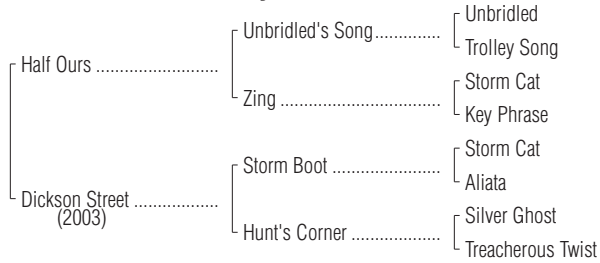 Unbridled
Unbridled's Song..............
Trolley Song
Half Ours ..........................
Storm Cat
Zing ..................................
Key Phrase
Storm Cat
Storm Boot .......................
Aliata
Dickson Street ..................
(2003)
Silver Ghost
Hunt's Corner ...................
Treacherous Twist